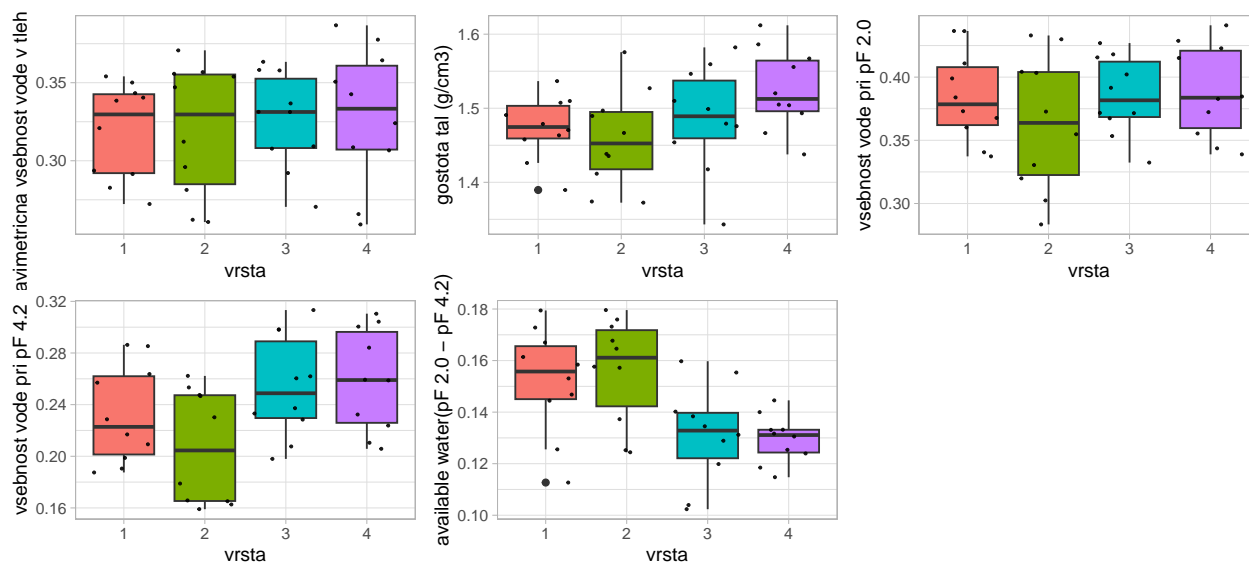 avimetricna vsebnost vode v tleh
0.35
0.30
1 2 3 4
vrsta
gostota tal (g/cm3)
1.6
1.5
1.4
1 2 3 4
vrsta
vsebnost vode pri pF 2.0
0.40
0.35
0.30
1 2 3 4
vrsta
vsebnost vode pri pF 4.2
0.32
0.28
0.24
0.20
0.16
1 2 3 4
vrsta
available water(pF 2.0 − pF 4.2)
0.18
0.16
0.14
0.12
0.10
1 2 3 4
vrsta